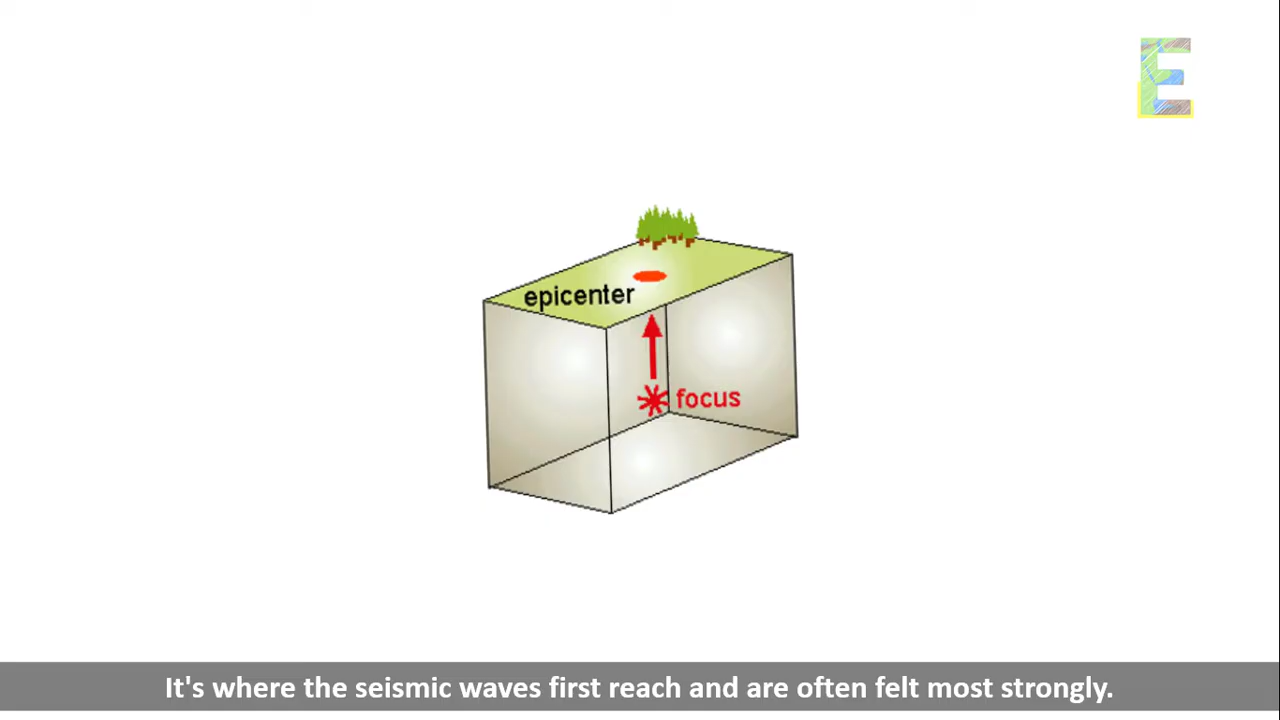 E
epicenter
focus
It's where the seismic waves first reach and are often felt most strongly.